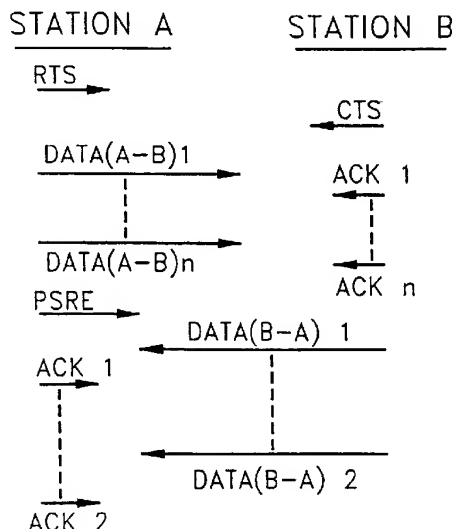 STATION A
STATION B
RTS
CTS
DATA(A-B)1
ACK 1
DATA(A-B)n
ACK n
PSRE
DATA(B-A) 1
ACK 1
DATA(B-A) 2
ACK 2